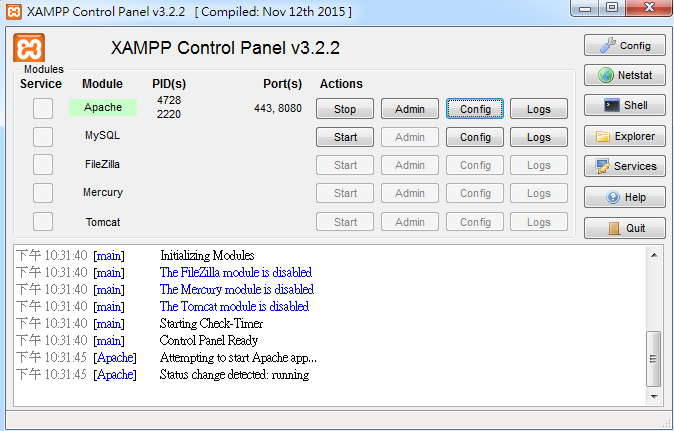 XAMPP Control Panel v3.2.2 [ Compiled: Nov 12th 2015 ]
XAMPP Control Panel v3.2.2
Config
Modules
Service Module PID(s) Port(s) Actions
Netstat
Apache 4728 443, 8080 Stop Admin Config Logs
2220
Shell
MySQL Start Admin Config Logs
Explorer
FileZilla Start Admin Config Logs
Services
Mercury Start Admin Config Logs
Help
Tomcat Start Admin Config Logs
Quit
下午 10:31:40 [main] Initializing Modules
下午 10:31:40 [main] The FileZilla module is disabled
下午 10:31:40 [main] The Mercury module is disabled
下午 10:31:40 [main] The Tomcat module is disabled
下午 10:31:40 [main] Starting Check-Timer
下午 10:31:40 [main] Control Panel Ready
下午 10:31:45 [Apache] Attempting to start Apache app...
下午 10:31:45 [Apache] Status change detected: running